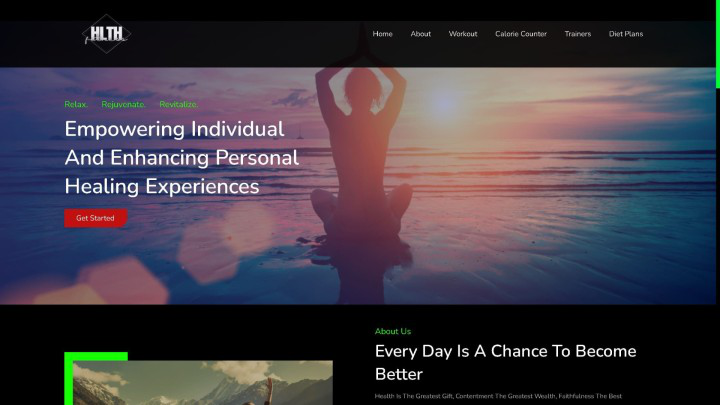 HLTH
Home About Workout Calorie Counter Trainers Diet Plans
Relax. Rejuvenate. Revitalize.
Empowering Individual
And Enhancing Personal
Healing Experiences
Get Started
About Us
Every Day Is A Chance To Become
Better
Health Is The Greatest Gift, Contentment The Greatest Wealth, Faithfulness The Best